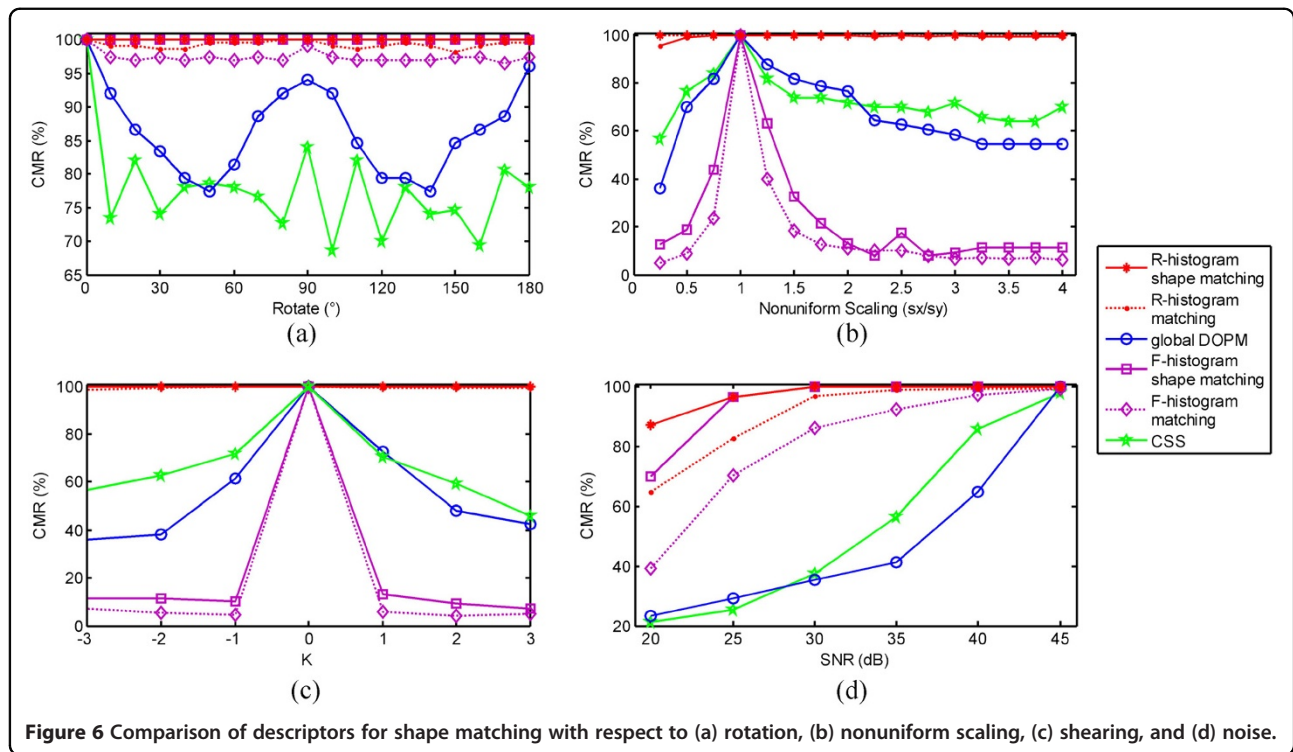 100
95
90
85
80
75
70
65
CMR (%)
0
30
60
90
120
150
180
Rotate (°)
(a)
100
80
60
40
20
0
CMR (%)
0.5
1
1.5
2
2.5
3
3.5
4
Nonuniform Scaling (sx/sy)
(b)
R-histogram
shape matching
R-histogram
matching
global DOPM
F-histogram
shape matching
F-histogram
matching
CSS
100
80
60
40
20
0
CMR (%)
-3
-2
-1
0
1
2
3
K
(c)
100
80
60
40
20
CMR (%)
20
25
30
35
40
45
SNR (dB)
(d)
Figure 6 Comparison of descriptors for shape matching with respect to (a) rotation, (b) nonuniform scaling, (c) shearing, and (d) noise.